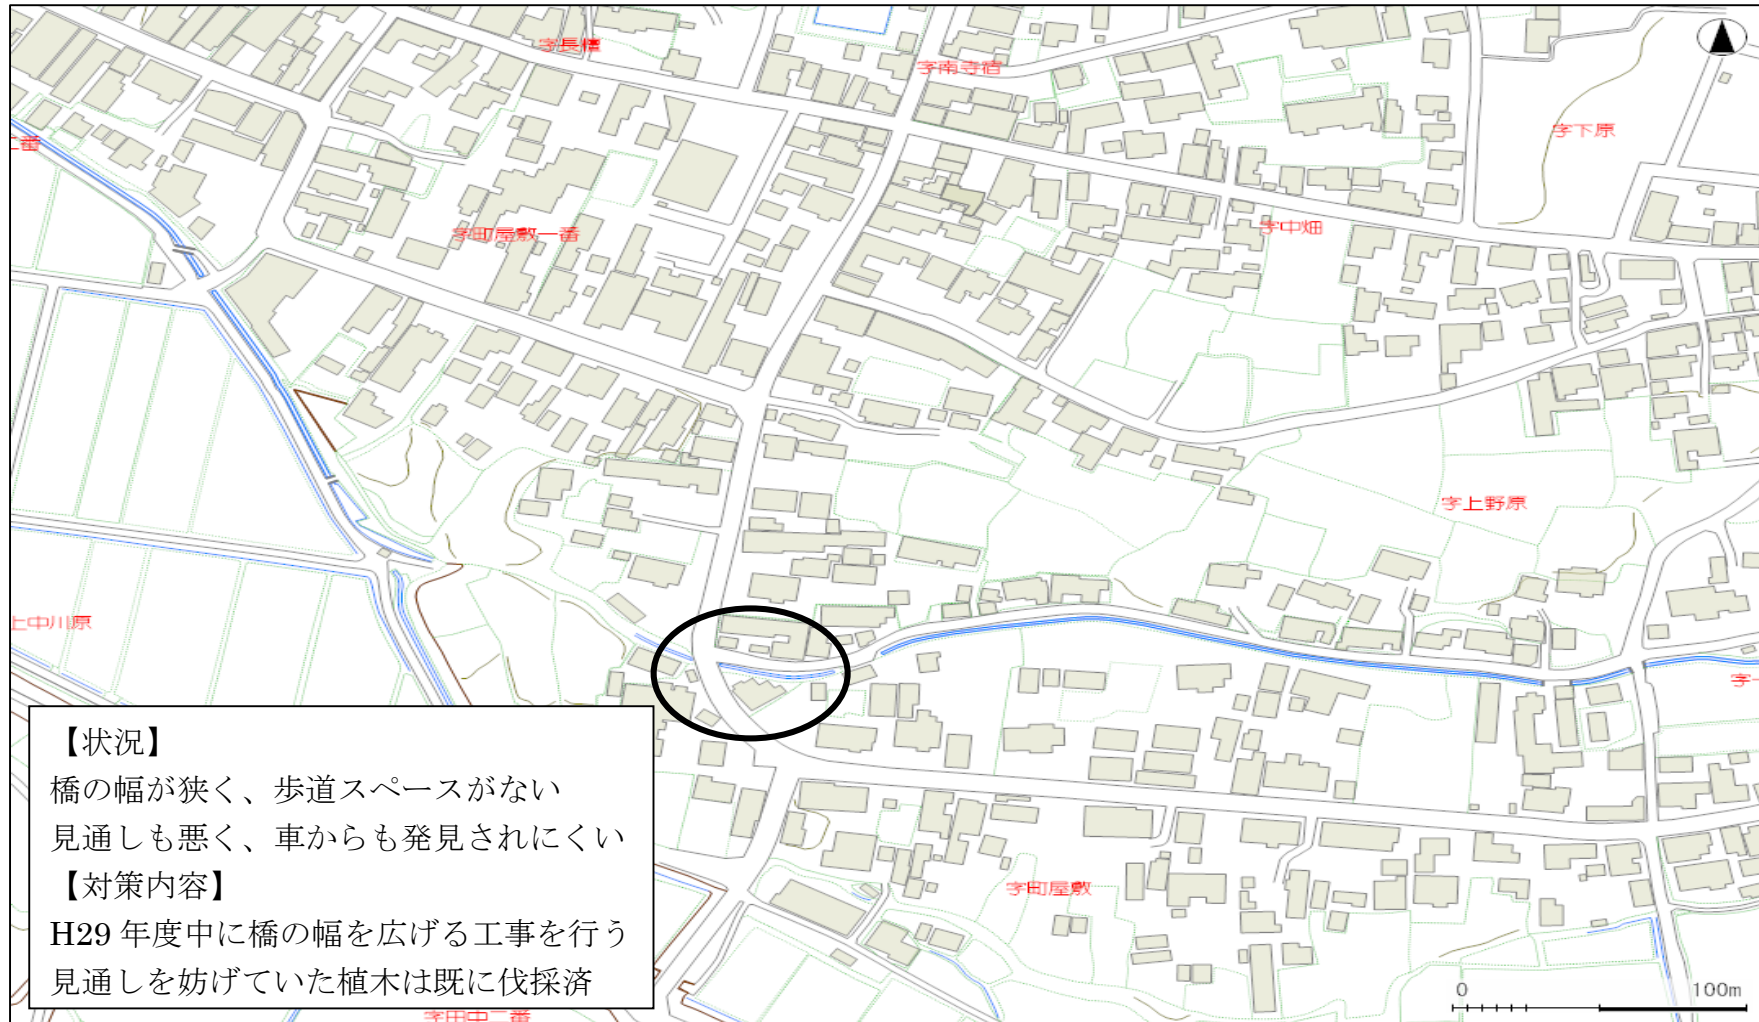 字長檀
字南寺宿
字下原
二番
字町屋敷一番
字中畑
字上野原
上中川原
【状況】
橋の幅が狭く、歩道スペースがない
見通しも悪く、車からも発見されにくい
【対策内容】
H29 年度中に橋の幅を広げる工事を行う
見通しを妨げていた植木は既に伐採済
字町屋敷
字田中二番
0
100m